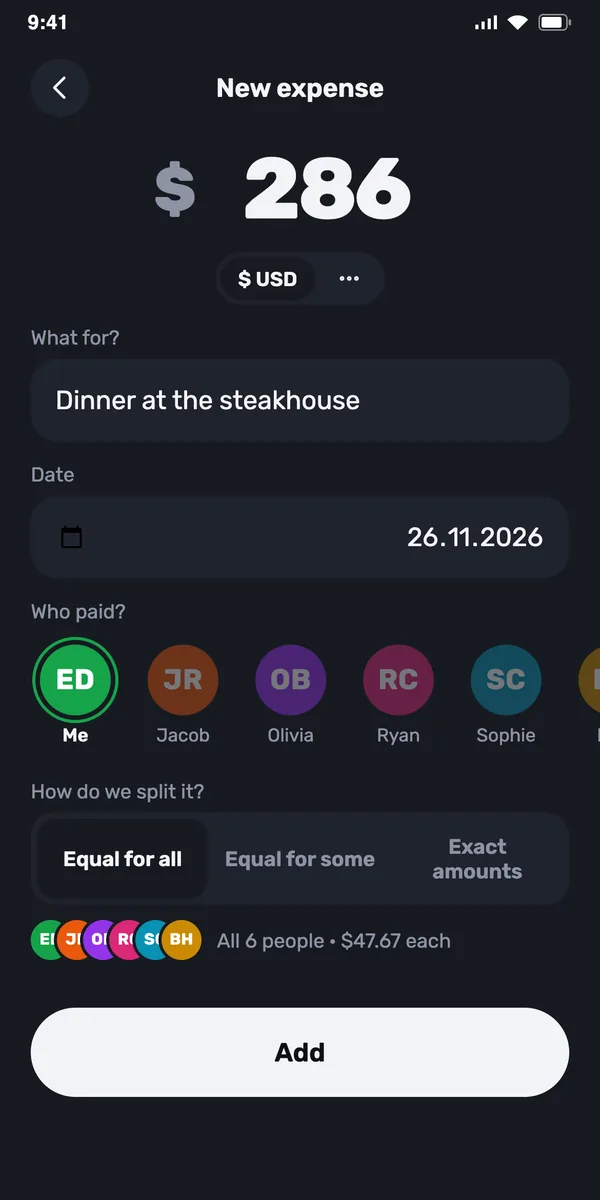 9:41
New expense
$ 286
$ USD •••
What for?
Dinner at the steakhouse
Date
26.11.2026
Who paid?
ED JR OB RC SC
Me Jacob Olivia Ryan Sophie
How do we split it?
Equal for all Equal for some Exact amounts
BH All 6 people • $47.67 each
Add